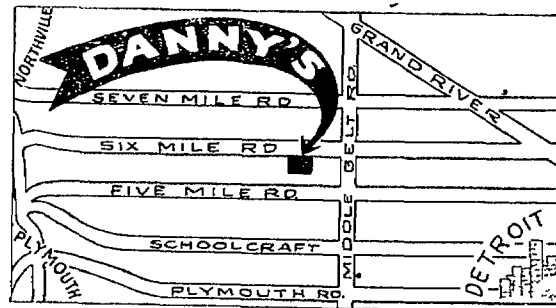 NORTHVILLE
DANNY'S
GRAND RIVER
SEVEN MILE RD
SIX MILE RD
MIDDLE BELT RD.
FIVE MILE RD.
SCHOOLCRAFT
PLYMOUTH
PLYMOUTH RD.
DETROIT